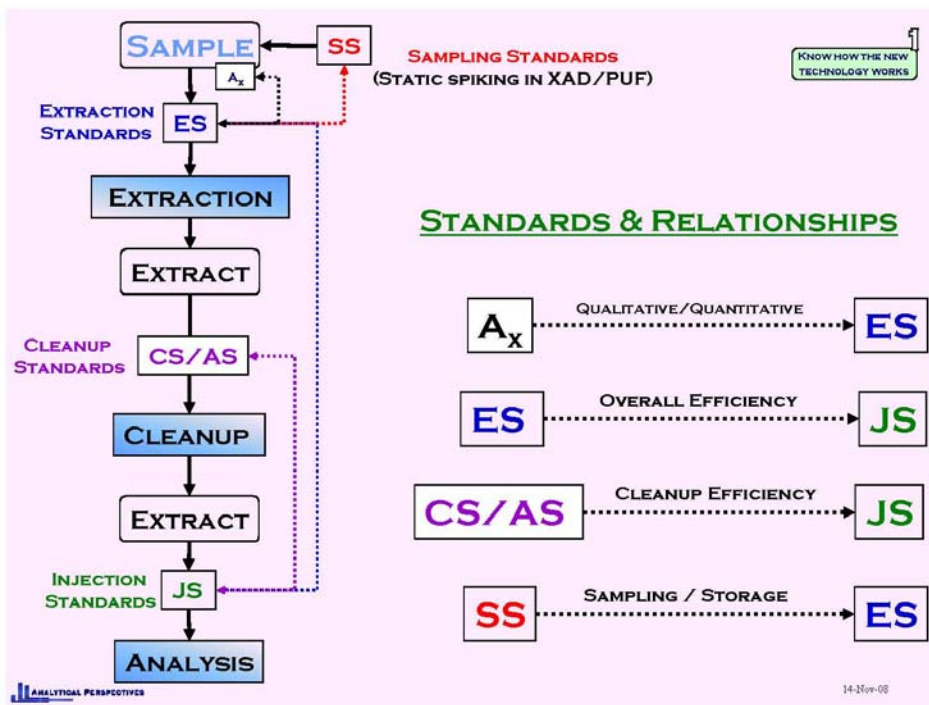 SAMPLE
SS
SAMPLING STANDARDS
(STATIC SPIKING IN XAD/PUF)
1
KNOW HOW THE NEW
TECHNOLOGY WORKS
Ax
EXTRACTION
STANDARDS
ES
EXTRACTION
EXTRACT
CLEANUP
STANDARDS
CS/AS
CLEANUP
EXTRACT
INJECTION
STANDARDS
JS
ANALYSIS
STANDARDS & RELATIONSHIPS
Ax QUALITATIVE/QUANTITATIVE ES
ES OVERALL EFFICIENCY JS
CS/AS CLEANUP EFFICIENCY JS
SS SAMPLING / STORAGE ES
ANALYTICAL PERSPECTIVES
14-Nov-08